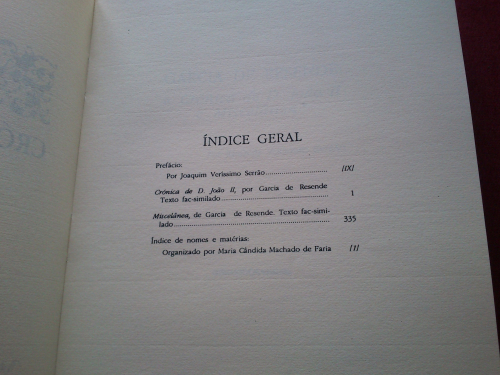 CRO
ÍNDICE GERAL
Prefácio:
Por Joaquim Veríssimo Serrão .......................... [IX]
Crónica de D. João II, por Garcia de Resende
Texto fac-similado .......................... 1
Miscelânea, de Garcia de Resende. Texto fac-simi-
lado .......................... 335
Índice de nomes e matérias:
Organizado por Maria Cândida Machado de Faria [1]